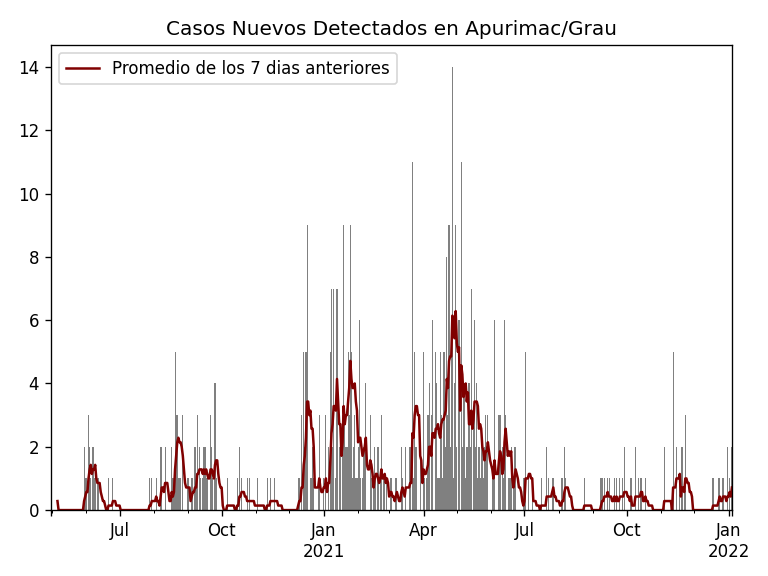 Casos Nuevos Detectados en Apurimac/Grau
Promedio de los 7 dias anteriores
14
12
10
8
6
4
2
0
Jul
Oct
Jan
2021
Apr
Jul
Oct
Jan
2022